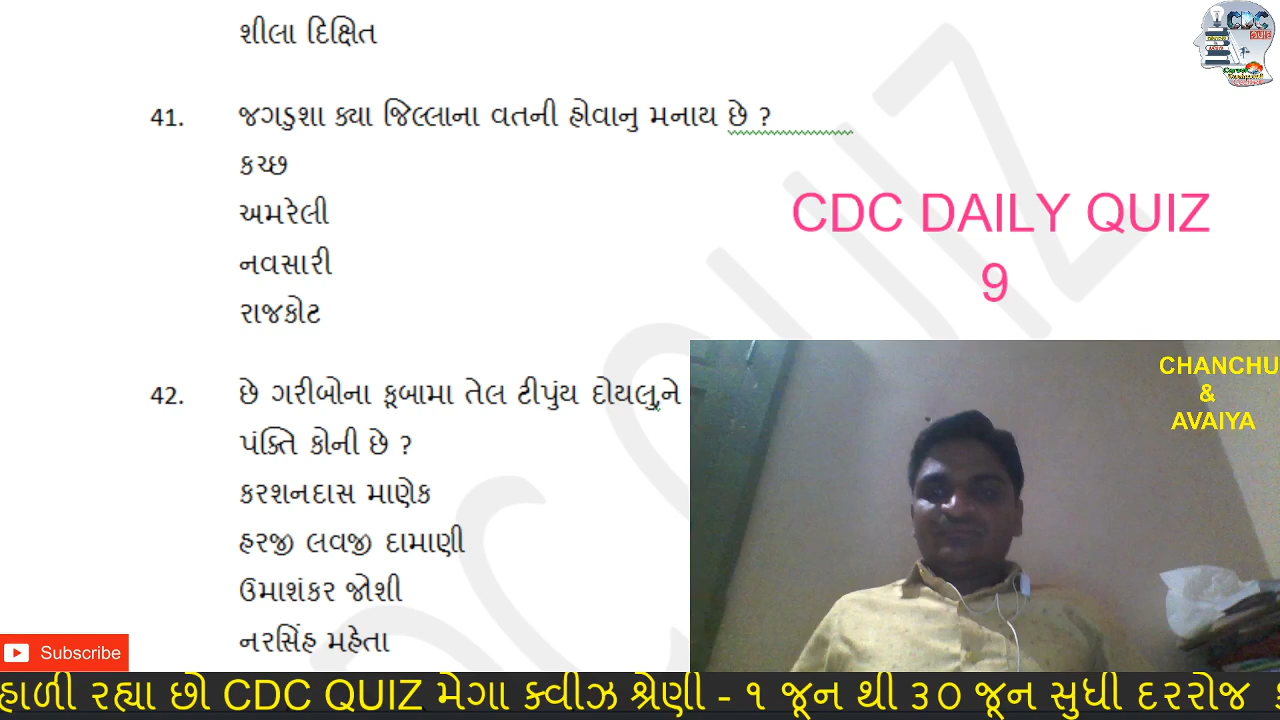 શીલા દિક્ષિત
41. જગડુશા ક્યા જિલ્લાના વતની હોવાનુ મનાય છે ?
કચ્છ
અમરેલી
નવસારી
રાજકોટ
42. છે ગરીબોના કૂબામા તેલ ટીપુંય દોયલુ,ને
પંક્તિ કોની છે ?
કરશનદાસ માણેક
હરજી લવજી દામાણી
ઉમાશંકર જોશી
નરસિંહ મહેતા
CDC DAILY QUIZ
9
CHANCHU
&
AVAIYA
CDC
Subscribe
હાળી રહ્યા છો CDC QUIZ મેગા ક્વીઝ શ્રેણી - ૧ જૂન થી ૩૦ જૂન સુધી દરરોજ